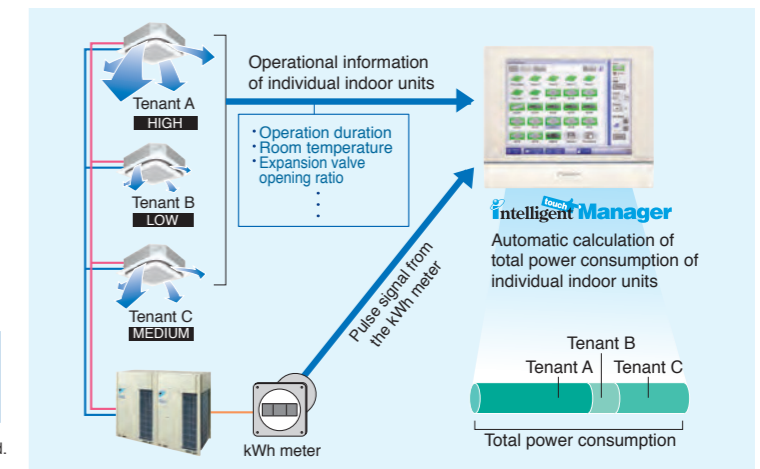 Operational information
of individual indoor units
Tenant A
HIGH
・Operation duration
・Room temperature
・Expansion valve
opening ratio
Tenant B
LOW
Tenant C
MEDIUM
Pulse signal from
the kWh meter
kWh meter
intelligent touch Manager
Automatic calculation of
total power consumption of
individual indoor units
Tenant B
Tenant A
Tenant C
Total power consumption
d.